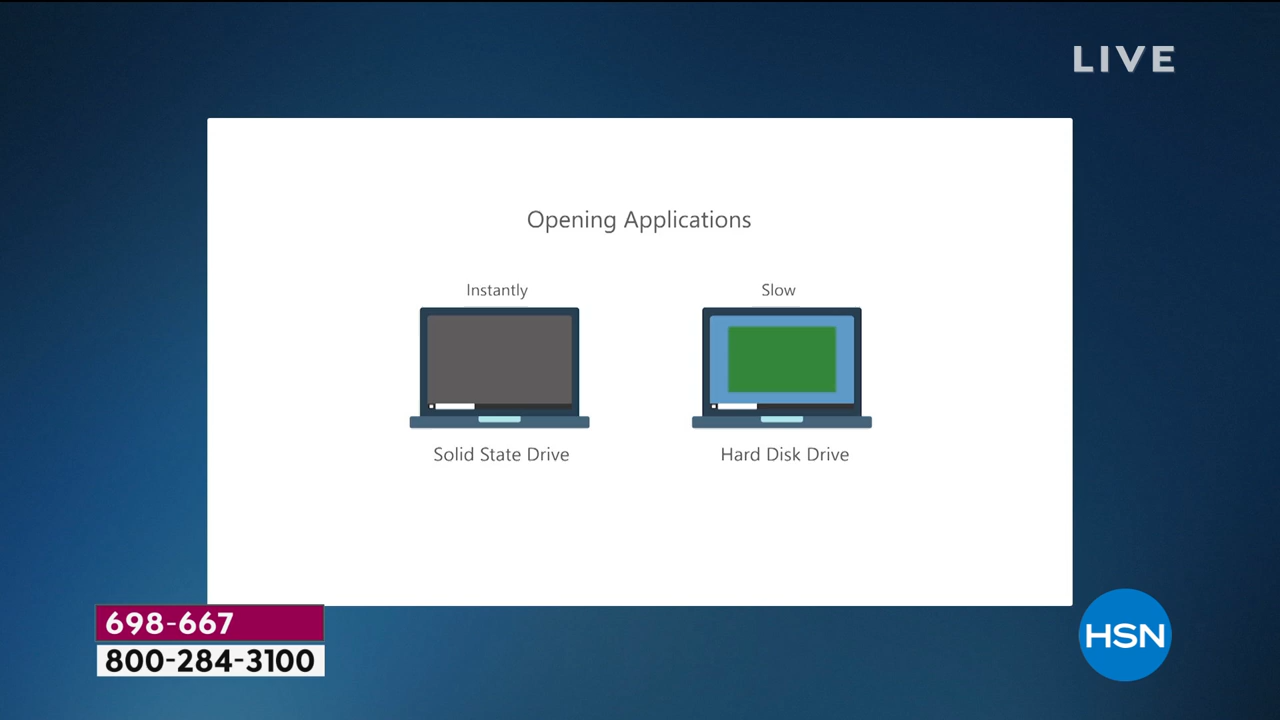 LIVE
Opening Applications
Instantly
Slow
Solid State Drive
Hard Disk Drive
698-667
800-284-3100
HSN